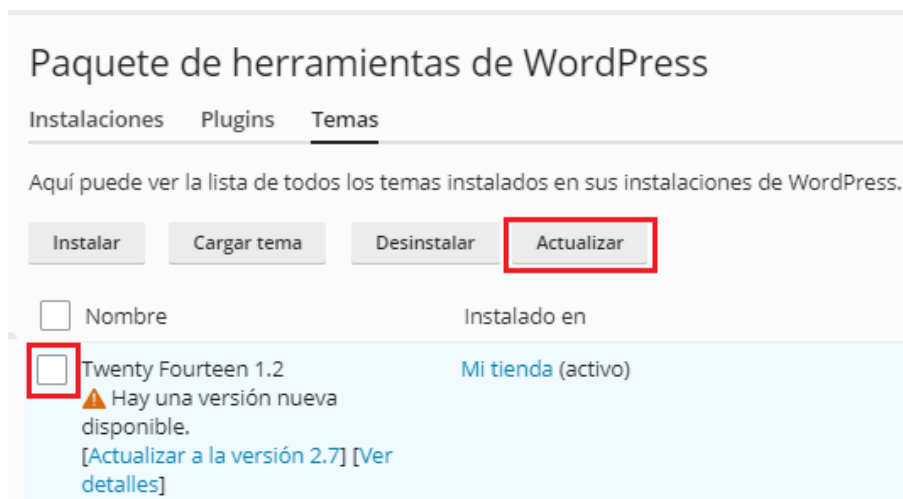 Paquete de herramientas de WordPress
Instalaciones Plugins Temas
Aquí puede ver la lista de todos los temas instalados en sus instalaciones de WordPress.
Instalar Cargar tema Desinstalar Actualizar
Nombre Instalado en
Twenty Fourteen 1.2 Mi tienda (activo)
Hay una versión nueva
disponible.
[Actualizar a la versión 2.7] [Ver
detalles]